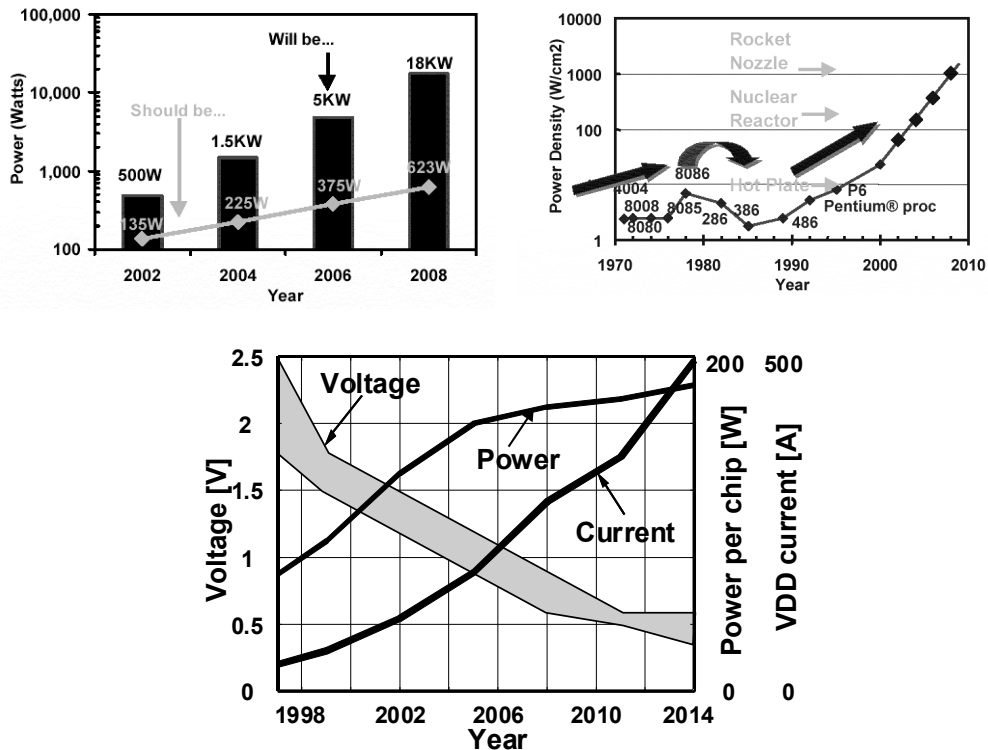 100,000
10,000
1,000
100
Power (Watts)
Should be...
Will be...
500W
1.5KW
5KW
18KW
135W
225W
375W
623W
2002 2004 2006 2008
Year
10000
1000
100
1
Power Density (W/cm2)
Rocket
Nozzle
Nuclear
Reactor
Hot Plate
4004
8008
8080
8086
8085
286
386
486
P6
Pentium® proc
1970 1980 1990 2000 2010
Year
2.5
2
1.5
1
0.5
0
Voltage [V]
Voltage
Power
Current
200
0
Power per chip [W]
500
0
VDD current [A]
1998 2002 2006 2010 2014
Year